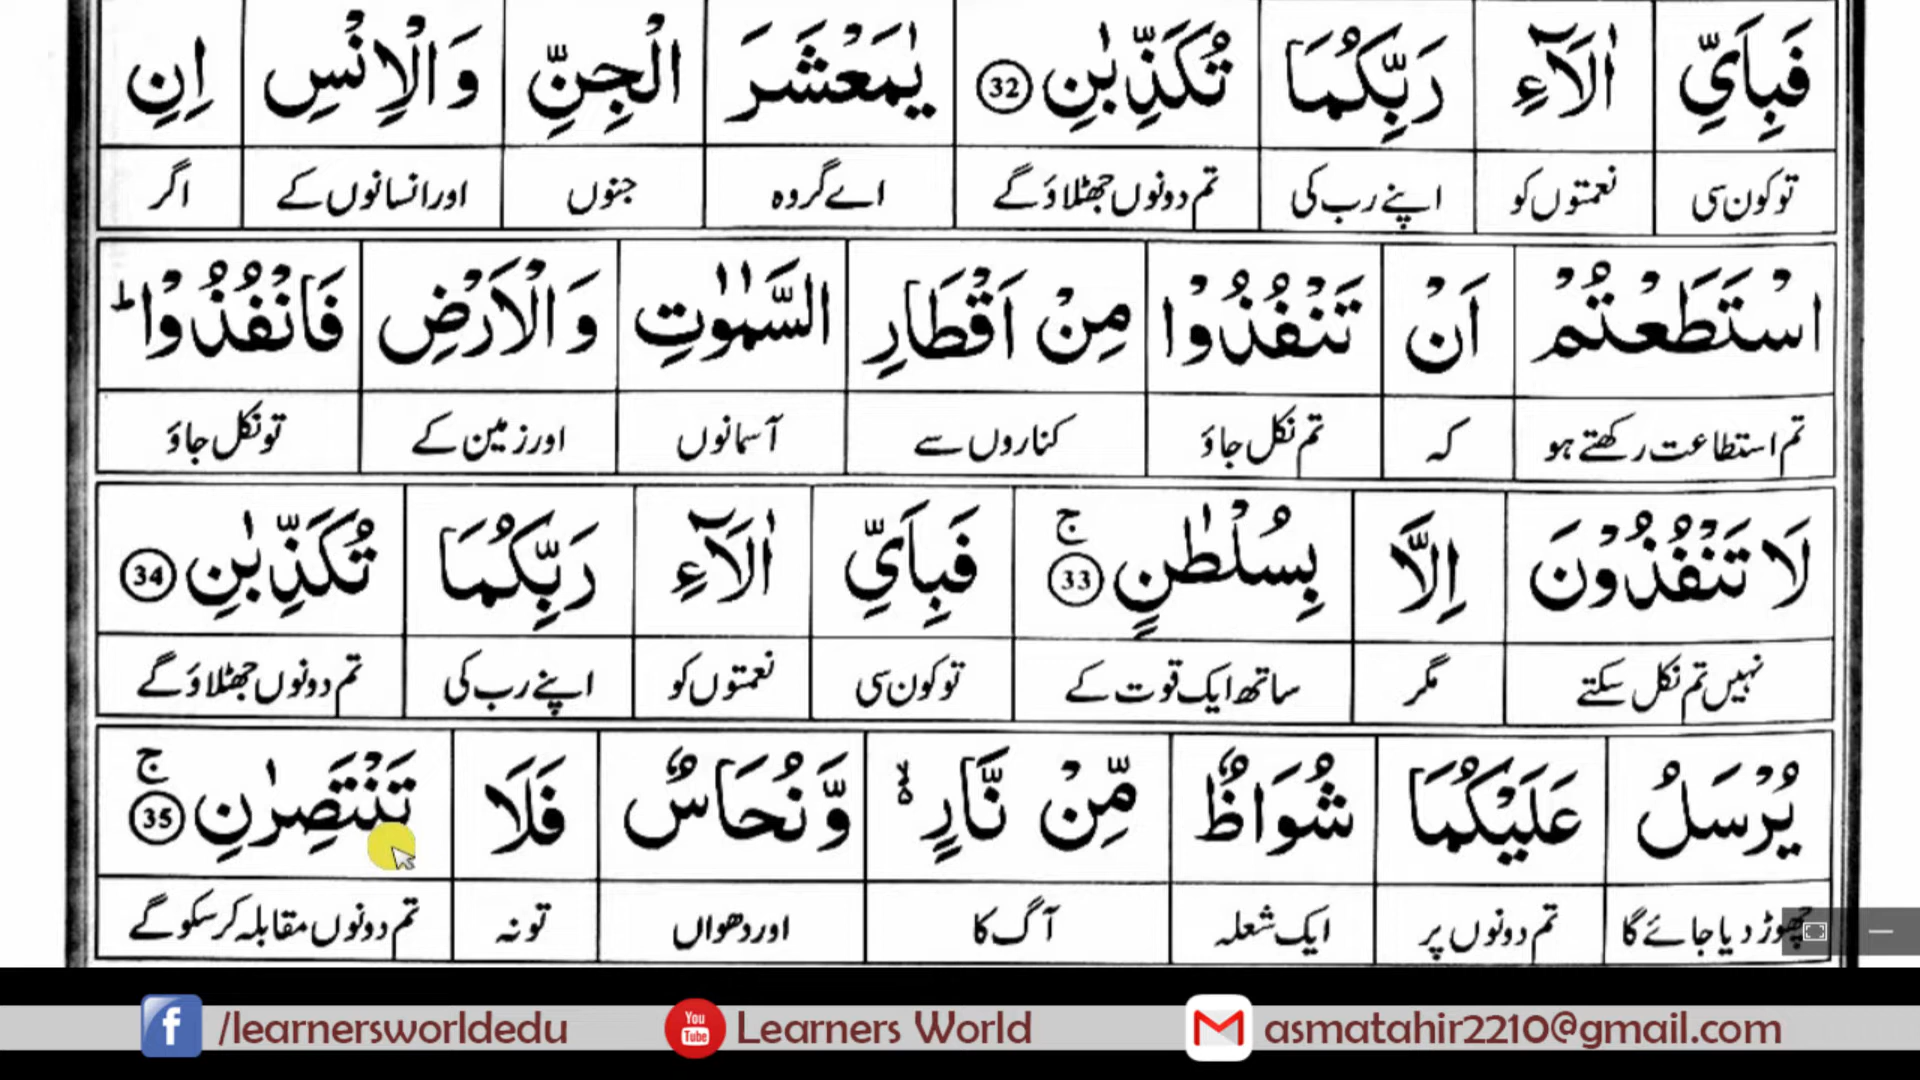 فَبِاَيِّ اٰلَآءِ رَبِّكُمَا تُكَذِّبٰنِ 32 يٰمَعْشَرَ الْجِنِّ وَالْاِنْسِ اِنِ
تو کون سی نعمتوں کو اپنے رب کی تم دونوں جھٹلاؤ گے اے گروہ جنوں اور انسانوں کے اگر
اسْتَطَعْتُمْ اَنْ تَنْفُذُوْا مِنْ اَقْطَارِ السَّمٰوٰتِ وَالْاَرْضِ فَانْفُذُوْا ؕ
تم استطاعت رکھتے ہو کہ تم نکل جاؤ کناروں سے آسمانوں اور زمین کے تو نکل جاؤ
لَا تَنْفُذُوْنَ اِلَّا بِسُلْطٰنٍ ۚ 33 فَبِاَيِّ اٰلَآءِ رَبِّكُمَا تُكَذِّبٰنِ 34
نہیں تم نکل سکتے مگر ساتھ ایک قوت کے تو کون سی نعمتوں کو اپنے رب کی تم دونوں جھٹلاؤ گے
يُرْسَلُ عَلَيْكُمَا شُوَاظٌ مِّنْ نَّارٍ ۙ وَّنُحَاسٌ فَلَا تَنْتَصِرٰنِ ۚ 35
چھوڑ دیا جائے گا تم دونوں پر ایک شعلہ آگ کا اور دھواں تو نہ تم دونوں مقابلہ کر سکو گے
f /learnersworldedu You Tube Learners World asmatahir2210@gmail.com